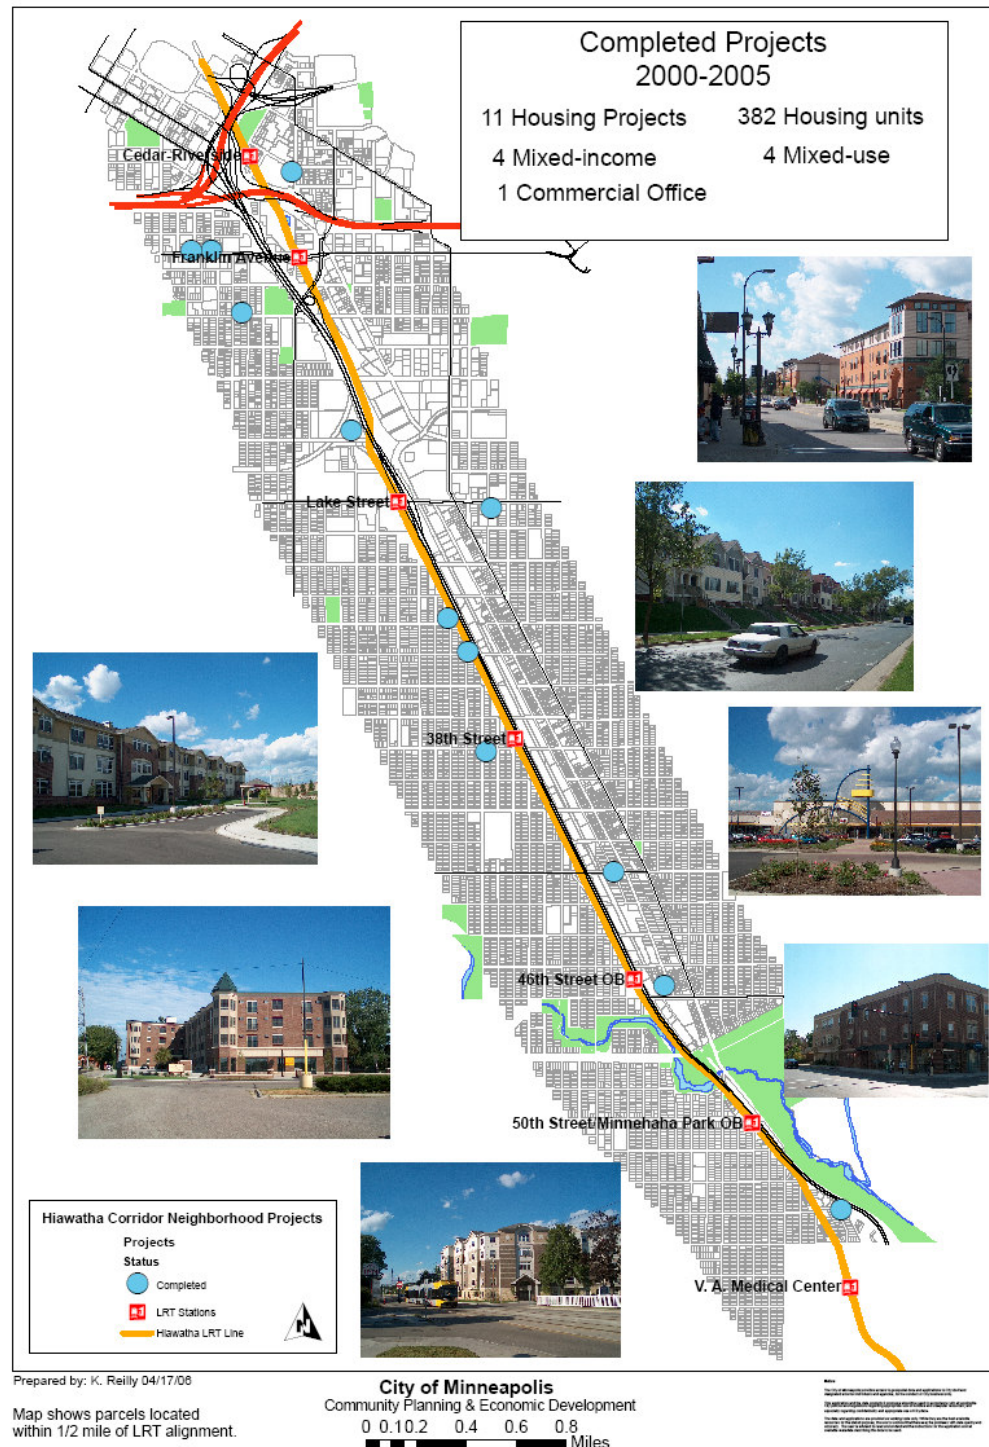 Completed Projects
2000-2005
11 Housing Projects
382 Housing units
4 Mixed-income
4 Mixed-use
1 Commercial Office
Cedar-Riverside
Franklin Avenue
Lake Street
38th Street
46th Street OB
50th Street/Minnehaha Park OB
V. A. Medical Center
Hiawatha Corridor Neighborhood Projects
Projects
Status
Completed
LRT Stations
Hiawatha LRT Line
N
Prepared by: K. Reilly 04/17/06
Map shows parcels located
within 1/2 mile of LRT alignment.
City of Minneapolis
Community Planning & Economic Development
0 0.10.2 0.4 0.6 0.8
Miles